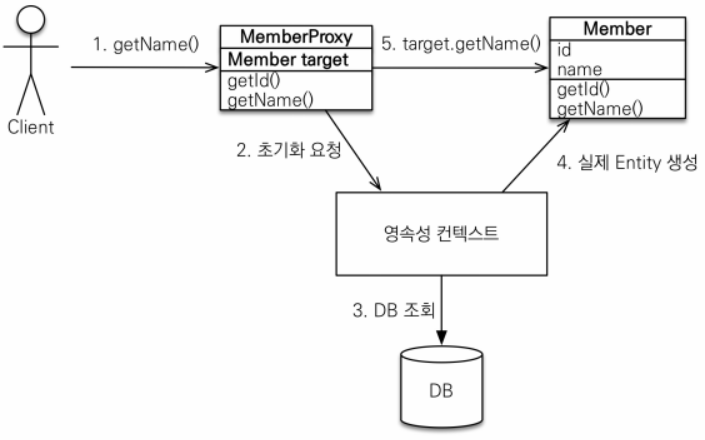 1. getName()
MemberProxy
Member target
getId()
getName()
5. target.getName()
Member
id
name
getId()
getName()
Client
2. 초기화 요청
4. 실제 Entity 생성
영속성 컨텍스트
3. DB 조회
DB